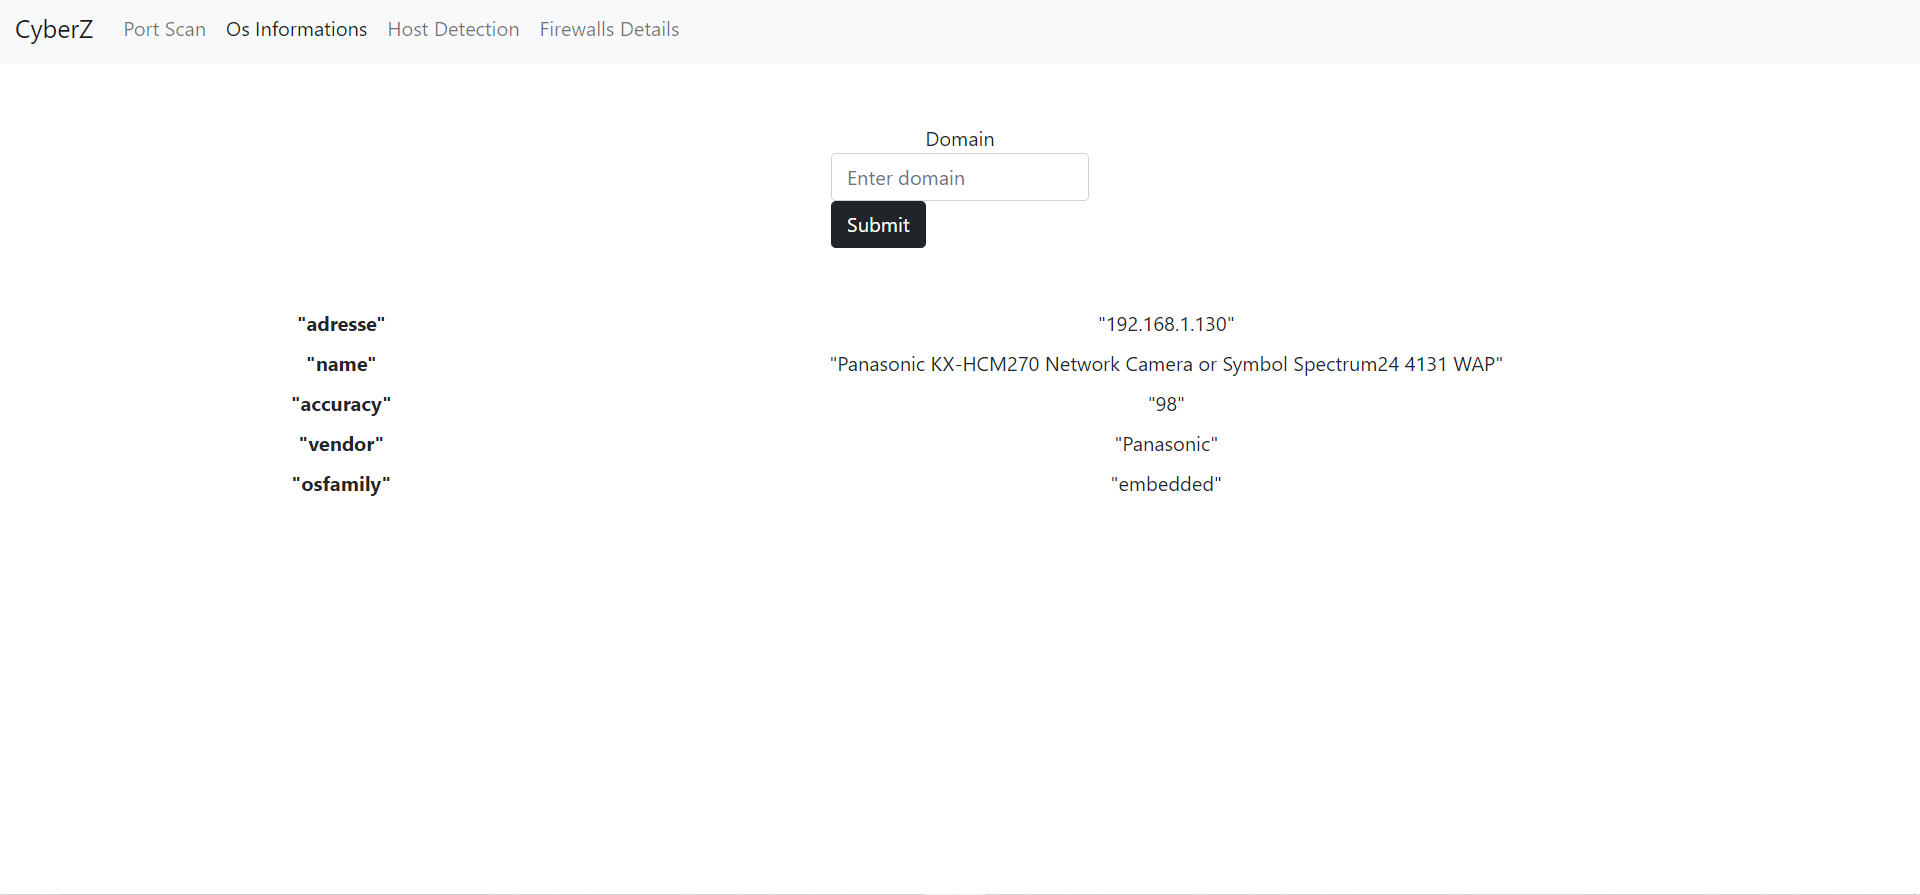 CyberZ Port Scan Os Informations Host Detection Firewalls Details
Domain
Enter domain
Submit
"adresse" "192.168.1.130"
"name" "Panasonic KX-HCM270 Network Camera or Symbol Spectrum24 4131 WAP"
"accuracy" "98"
"vendor" "Panasonic"
"osfamily" "embedded"